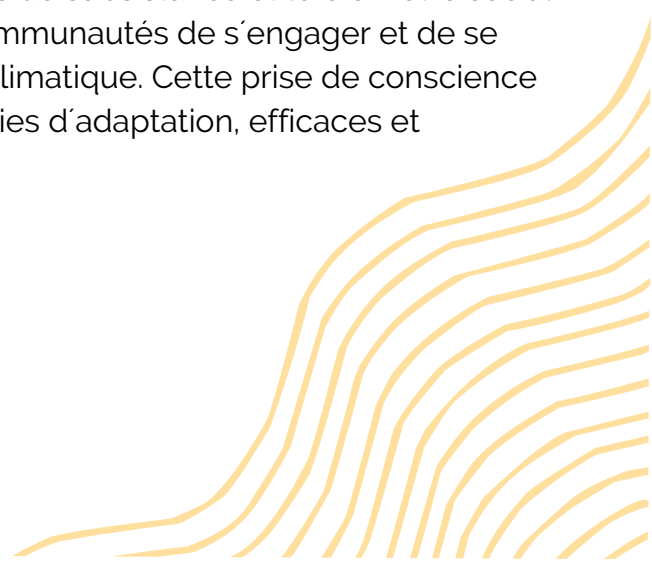 mmunautés de s´engager et de se
limatique. Cette prise de conscience
ies d´adaptation, efficaces et